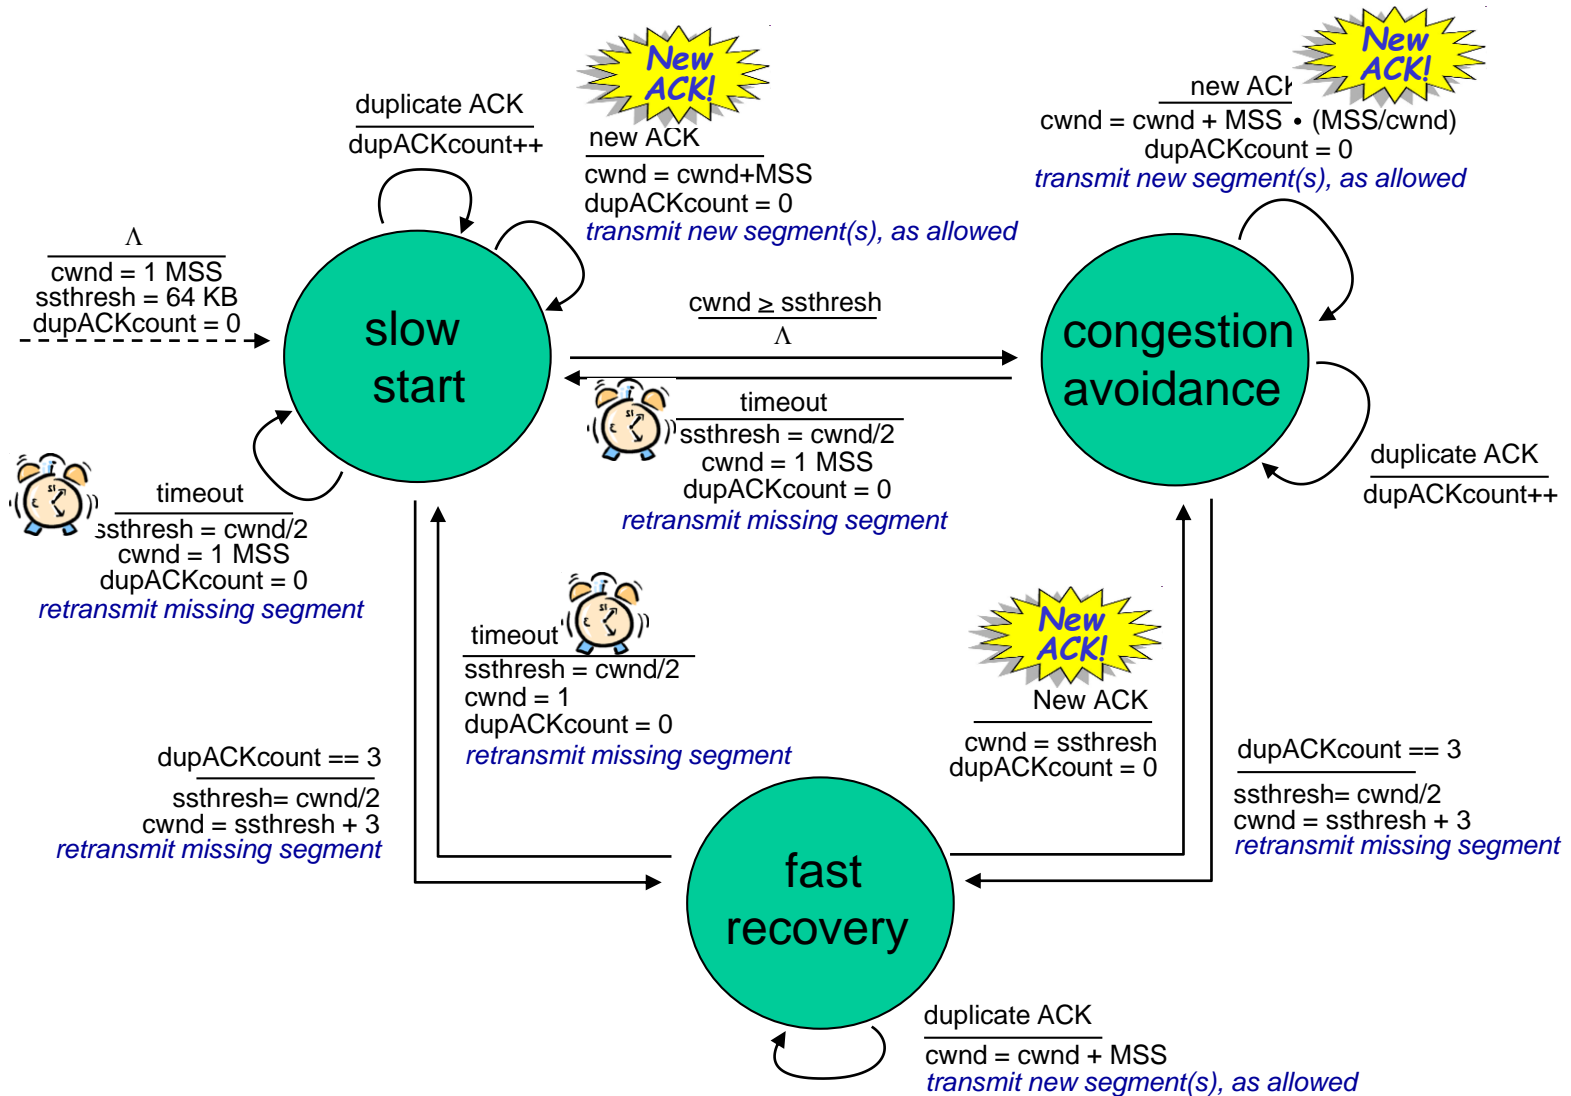 New
ACK!
New
ACK!
duplicate ACK
dupACKcount++
new ACK
cwnd = cwnd+MSS
dupACKcount = 0
transmit new segment(s), as allowed
new ACK
cwnd = cwnd + MSS • (MSS/cwnd)
dupACKcount = 0
transmit new segment(s), as allowed
Λ
cwnd = 1 MSS
ssthresh = 64 KB
dupACKcount = 0
slow
start
cwnd ≥ ssthresh
Λ
congestion
avoidance
timeout
ssthresh = cwnd/2
cwnd = 1 MSS
dupACKcount = 0
retransmit missing segment
duplicate ACK
dupACKcount++
timeout
ssthresh = cwnd/2
cwnd = 1 MSS
dupACKcount = 0
retransmit missing segment
timeout
ssthresh = cwnd/2
cwnd = 1
dupACKcount = 0
retransmit missing segment
New
ACK!
New ACK
cwnd = ssthresh
dupACKcount = 0
dupACKcount == 3
ssthresh= cwnd/2
cwnd = ssthresh + 3
retransmit missing segment
dupACKcount == 3
ssthresh= cwnd/2
cwnd = ssthresh + 3
retransmit missing segment
fast
recovery
duplicate ACK
cwnd = cwnd + MSS
transmit new segment(s), as allowed